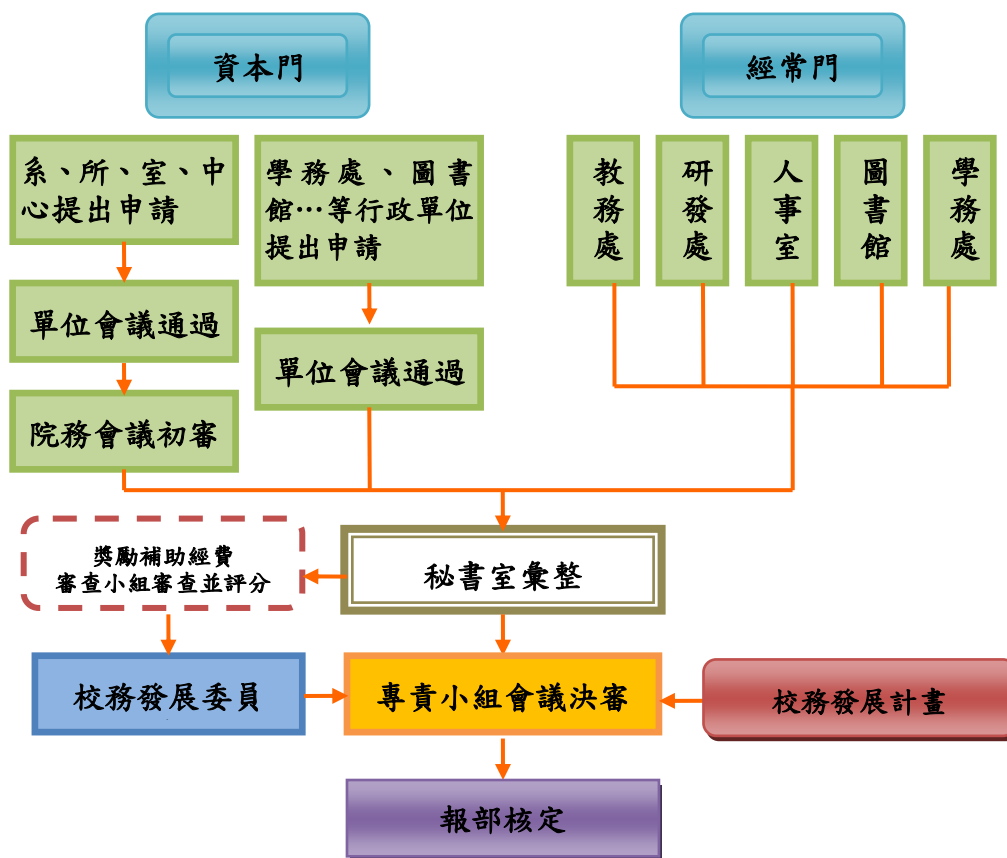 資本門
經常門
系、所、室、中
心提出申請
學務處、圖書
館…等行政單位
提出申請
教務處
研發處
人事室
圖書館
學務處
單位會議通過
單位會議通過
院務會議初審
獎勵補助經費
審查小組審查並評分
秘書室彙整
校務發展委員
專責小組會議決審
校務發展計畫
報部核定